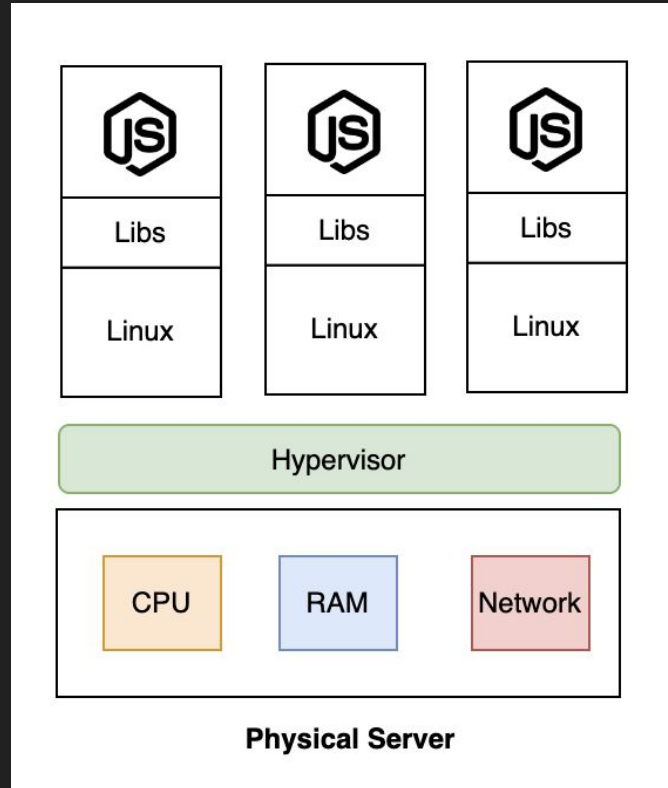 JS JS JS
Libs Libs Libs
Linux Linux Linux
Hypervisor
CPU RAM Network
Physical Server